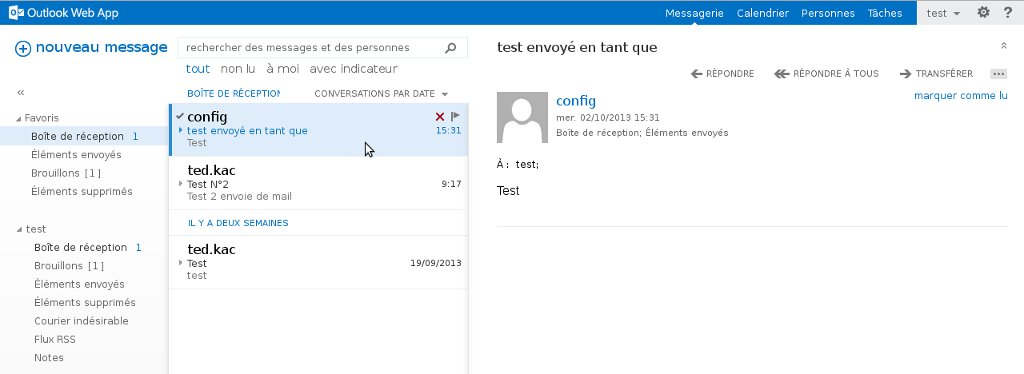 Outlook Web App
Messagerie Calendrier Personnes Tâches test ?
nouveau message
rechercher des messages et des personnes
tout non lu à moi avec indicateur
BOÎTE DE RÉCEPTION CONVERSATIONS PAR DATE
«
Favoris
Boîte de réception 1
Éléments envoyés
Brouillons [1]
Éléments supprimés
test
Boîte de réception 1
Brouillons [1]
Éléments envoyés
Éléments supprimés
Courier indésirable
Flux RSS
Notes
config
test envoyé en tant que 15:31
Test
ted.kac
Test N°2 9:17
Test 2 envoie de mail
IL Y A DEUX SEMAINES
ted.kac
Test 19/09/2013
test
test envoyé en tant que
RÉPONDRE RÉPONDRE À TOUS TRANSFÉRER ...
config
marquer comme lu
mer. 02/10/2013 15:31
Boîte de réception; Éléments envoyés
À : test;
Test